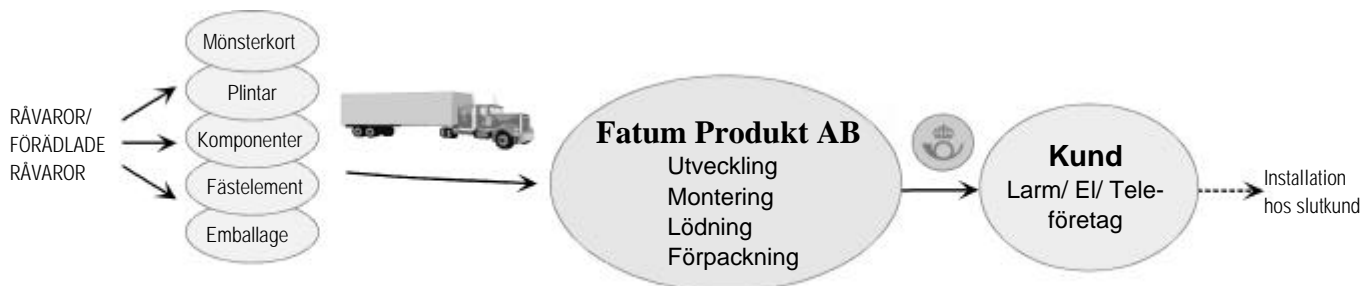 RÅVAROR/
FÖRÄDLADE
RÅVAROR
Mönsterkort
Plintar
Komponenter
Fästelement
Emballage
Fatum Produkt AB
Utveckling
Montering
Lödning
Förpackning
Kund
Larm/ El/ Tele-
företag
Installation
hos slutkund